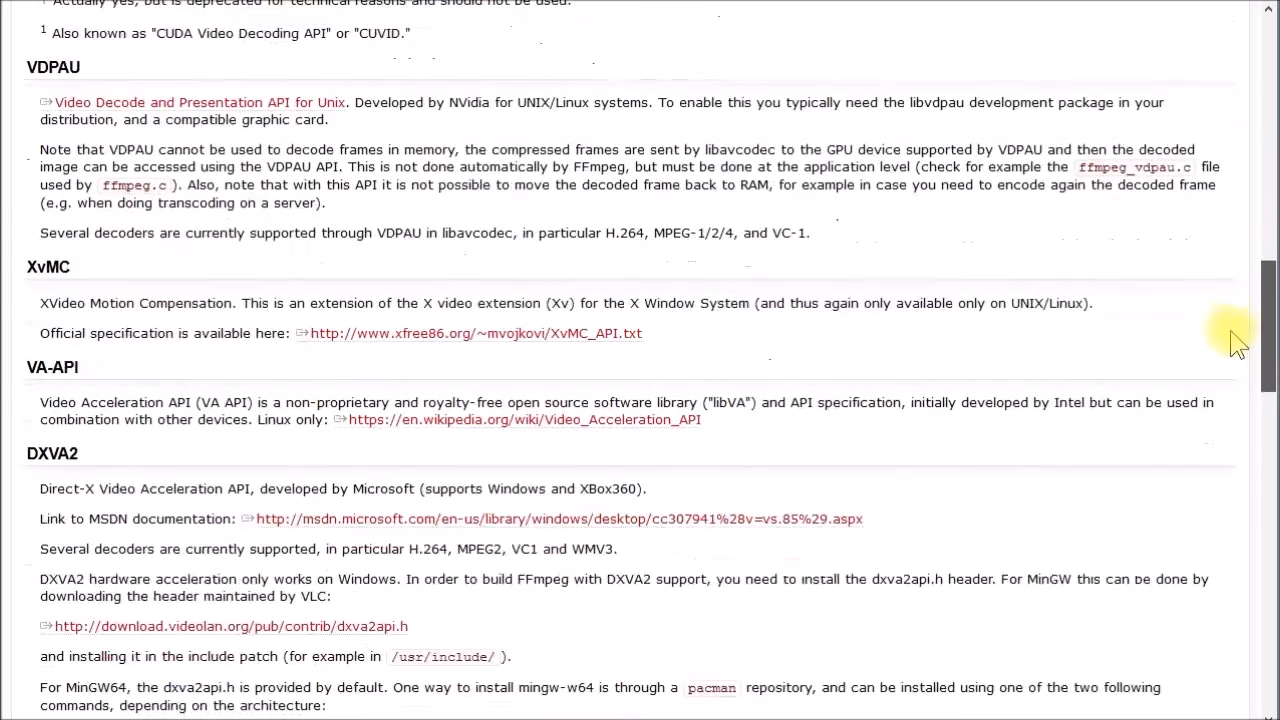 ¹ Also known as "CUDA Video Decoding API" or "CUVID."
VDPAU
Video Decode and Presentation API for Unix. Developed by NVidia for UNIX/Linux systems. To enable this you typically need the libvdpau development package in your
distribution, and a compatible graphic card.
Note that VDPAU cannot be used to decode frames in memory, the compressed frames are sent by libavcodec to the GPU device supported by VDPAU and then the decoded
image can be accessed using the VDPAU API. This is not done automatically by FFmpeg, but must be done at the application level (check for example the ffmpeg_vdpau.c file
used by ffmpeg.c ). Also, note that with this API it is not possible to move the decoded frame back to RAM, for example in case you need to encode again the decoded frame
(e.g. when doing transcoding on a server).
Several decoders are currently supported through VDPAU in libavcodec, in particular H.264, MPEG-1/2/4, and VC-1.
XvMC
XVideo Motion Compensation. This is an extension of the X video extension (Xv) for the X Window System (and thus again only available only on UNIX/Linux).
Official specification is available here: http://www.xfree86.org/~mvojkovi/XvMC_API.txt
VA-API
Video Acceleration API (VA API) is a non-proprietary and royalty-free open source software library ("libVA") and API specification, initially developed by Intel but can be used in
combination with other devices. Linux only: https://en.wikipedia.org/wiki/Video_Acceleration_API
DXVA2
Direct-X Video Acceleration API, developed by Microsoft (supports Windows and XBox360).
Link to MSDN documentation: http://msdn.microsoft.com/en-us/library/windows/desktop/cc307941%28v=vs.85%29.aspx
Several decoders are currently supported, in particular H.264, MPEG2, VC1 and WMV3.
DXVA2 hardware acceleration only works on Windows. In order to build FFmpeg with DXVA2 support, you need to install the dxva2api.h header. For MinGW this can be done by
downloading the header maintained by VLC:
http://download.videolan.org/pub/contrib/dxva2api.h
and installing it in the include patch (for example in /usr/include/ ).
For MinGW64, the dxva2api.h is provided by default. One way to install mingw-w64 is through a pacman repository, and can be installed using one of the two following
commands, depending on the architecture: